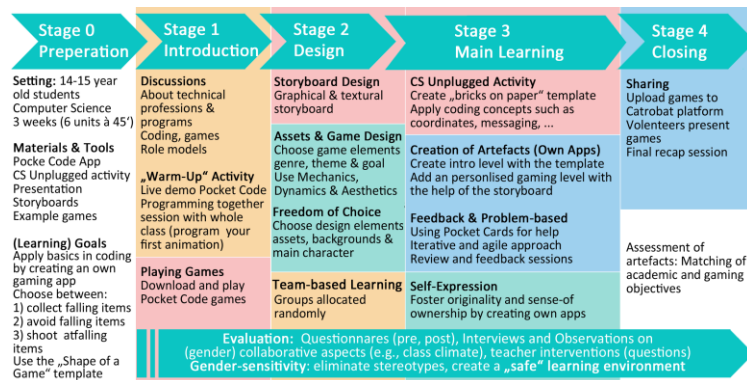 Stage 0
Preperation
Setting: 14-15 year
old students
Computer Science
3 weeks (6 units à 45‘)
Materials & Tools
Pocke Code App
CS Unplugged activity
Presentation
Storyboards
Example games
(Learning) Goals
Apply basics in coding
by creating an own
gaming app
Choose between:
1) collect falling items
2) avoid falling items
3) shoot atfalling
items
Use the „Shape of a
Game“ template
Stage 1
Introduction
Discussions
About technical
professions &
programs
Coding, games
Role models
„Warm-Up“ Activity
Live demo Pocket Code
Programming together
session with whole
class (program your
first animation)
Playing Games
Download and play
Pocket Code games
Stage 2
Design
Storyboard Design
Graphical & textural
storyboard
Assets & Game Design
Choose game elements
genre, theme & goal
Use Mechanics,
Dynamics & Aesthetics
Freedom of Choice
Choose design elements
assets, backgrounds &
main character
Team-based Learning
Groups allocated
randomly
Stage 3
Main Learning
CS Unplugged Activity
Create „bricks on paper“ template
Apply coding concepts such as
coordinates, messaging, ...
Creation of Artefacts (Own Apps)
Create intro level with the template
Add an personlised gaming level with
the help of the storyboard
Feedback & Problem-based
Using Pocket Cards for help
Iterative and agile approach
Review and feedback sessions
Self-Expression
Foster originality and sense-of
ownership by creating own apps
Stage 4
Closing
Sharing
Upload games to
Catrobat platform
Volenteers present
games
Final recap session
Assessment of
artefacts: Matching of
academic and gaming
objectives
Evaluation: Questionnares (pre, post), Interviews and Observations on
(gender) collaborative aspects (e.g., class climate), teacher interventions (questions)
Gender-sensitivity: eliminate stereotypes, create a „safe“ learning environment